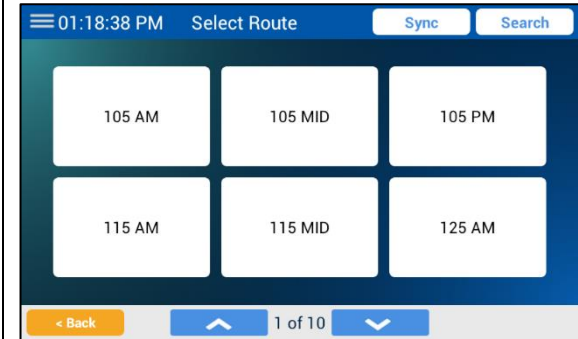 01:18:38 PM Select Route Sync Search
105 AM 105 MID 105 PM
115 AM 115 MID 125 AM
< Back 1 of 10